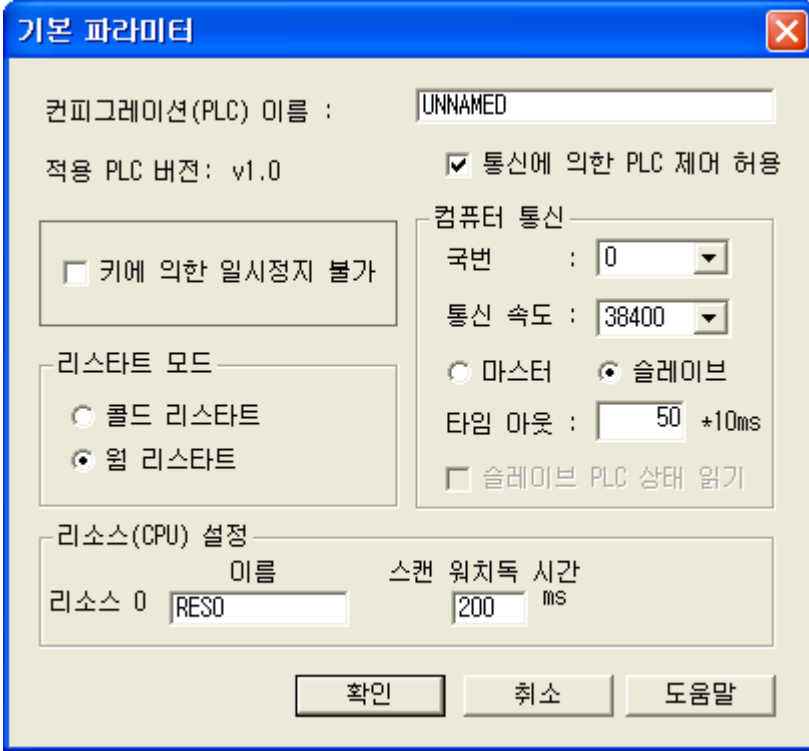 기본 파라미터
컨피그레이션(PLC) 이름 : UNNAMED
적용 PLC 버전: v1.0
통신에 의한 PLC 제어 허용
키에 의한 일시정지 불가
컴퓨터 통신
국번 : 0
통신 속도 : 38400
마스터 슬레이브
타임 아웃 : 50 *10ms
슬레이브 PLC 상태 읽기
리스타트 모드
콜드 리스타트
웜 리스타트
리소스(CPU) 설정
이름 스캔 워치독 시간
리소스 0 RES0 200 ms
확인 취소 도움말